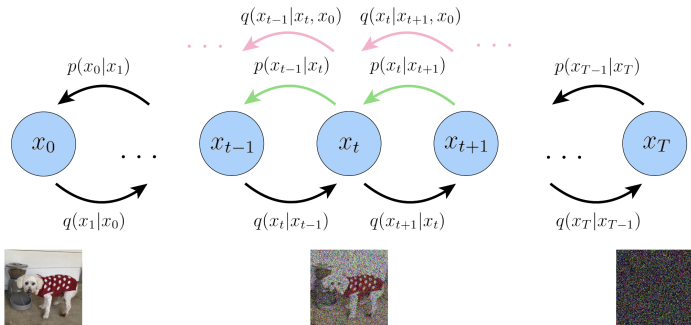 q(x_{t-1}|x_t, x_0) q(x_t|x_{t+1}, x_0)
. . . . . .
p(x_0|x_1) p(x_{t-1}|x_t) p(x_t|x_{t+1}) p(x_{T-1}|x_T)
x_0 . . . x_{t-1} x_t x_{t+1} . . . x_T
q(x_1|x_0) q(x_t|x_{t-1}) q(x_{t+1}|x_t) q(x_T|x_{T-1})